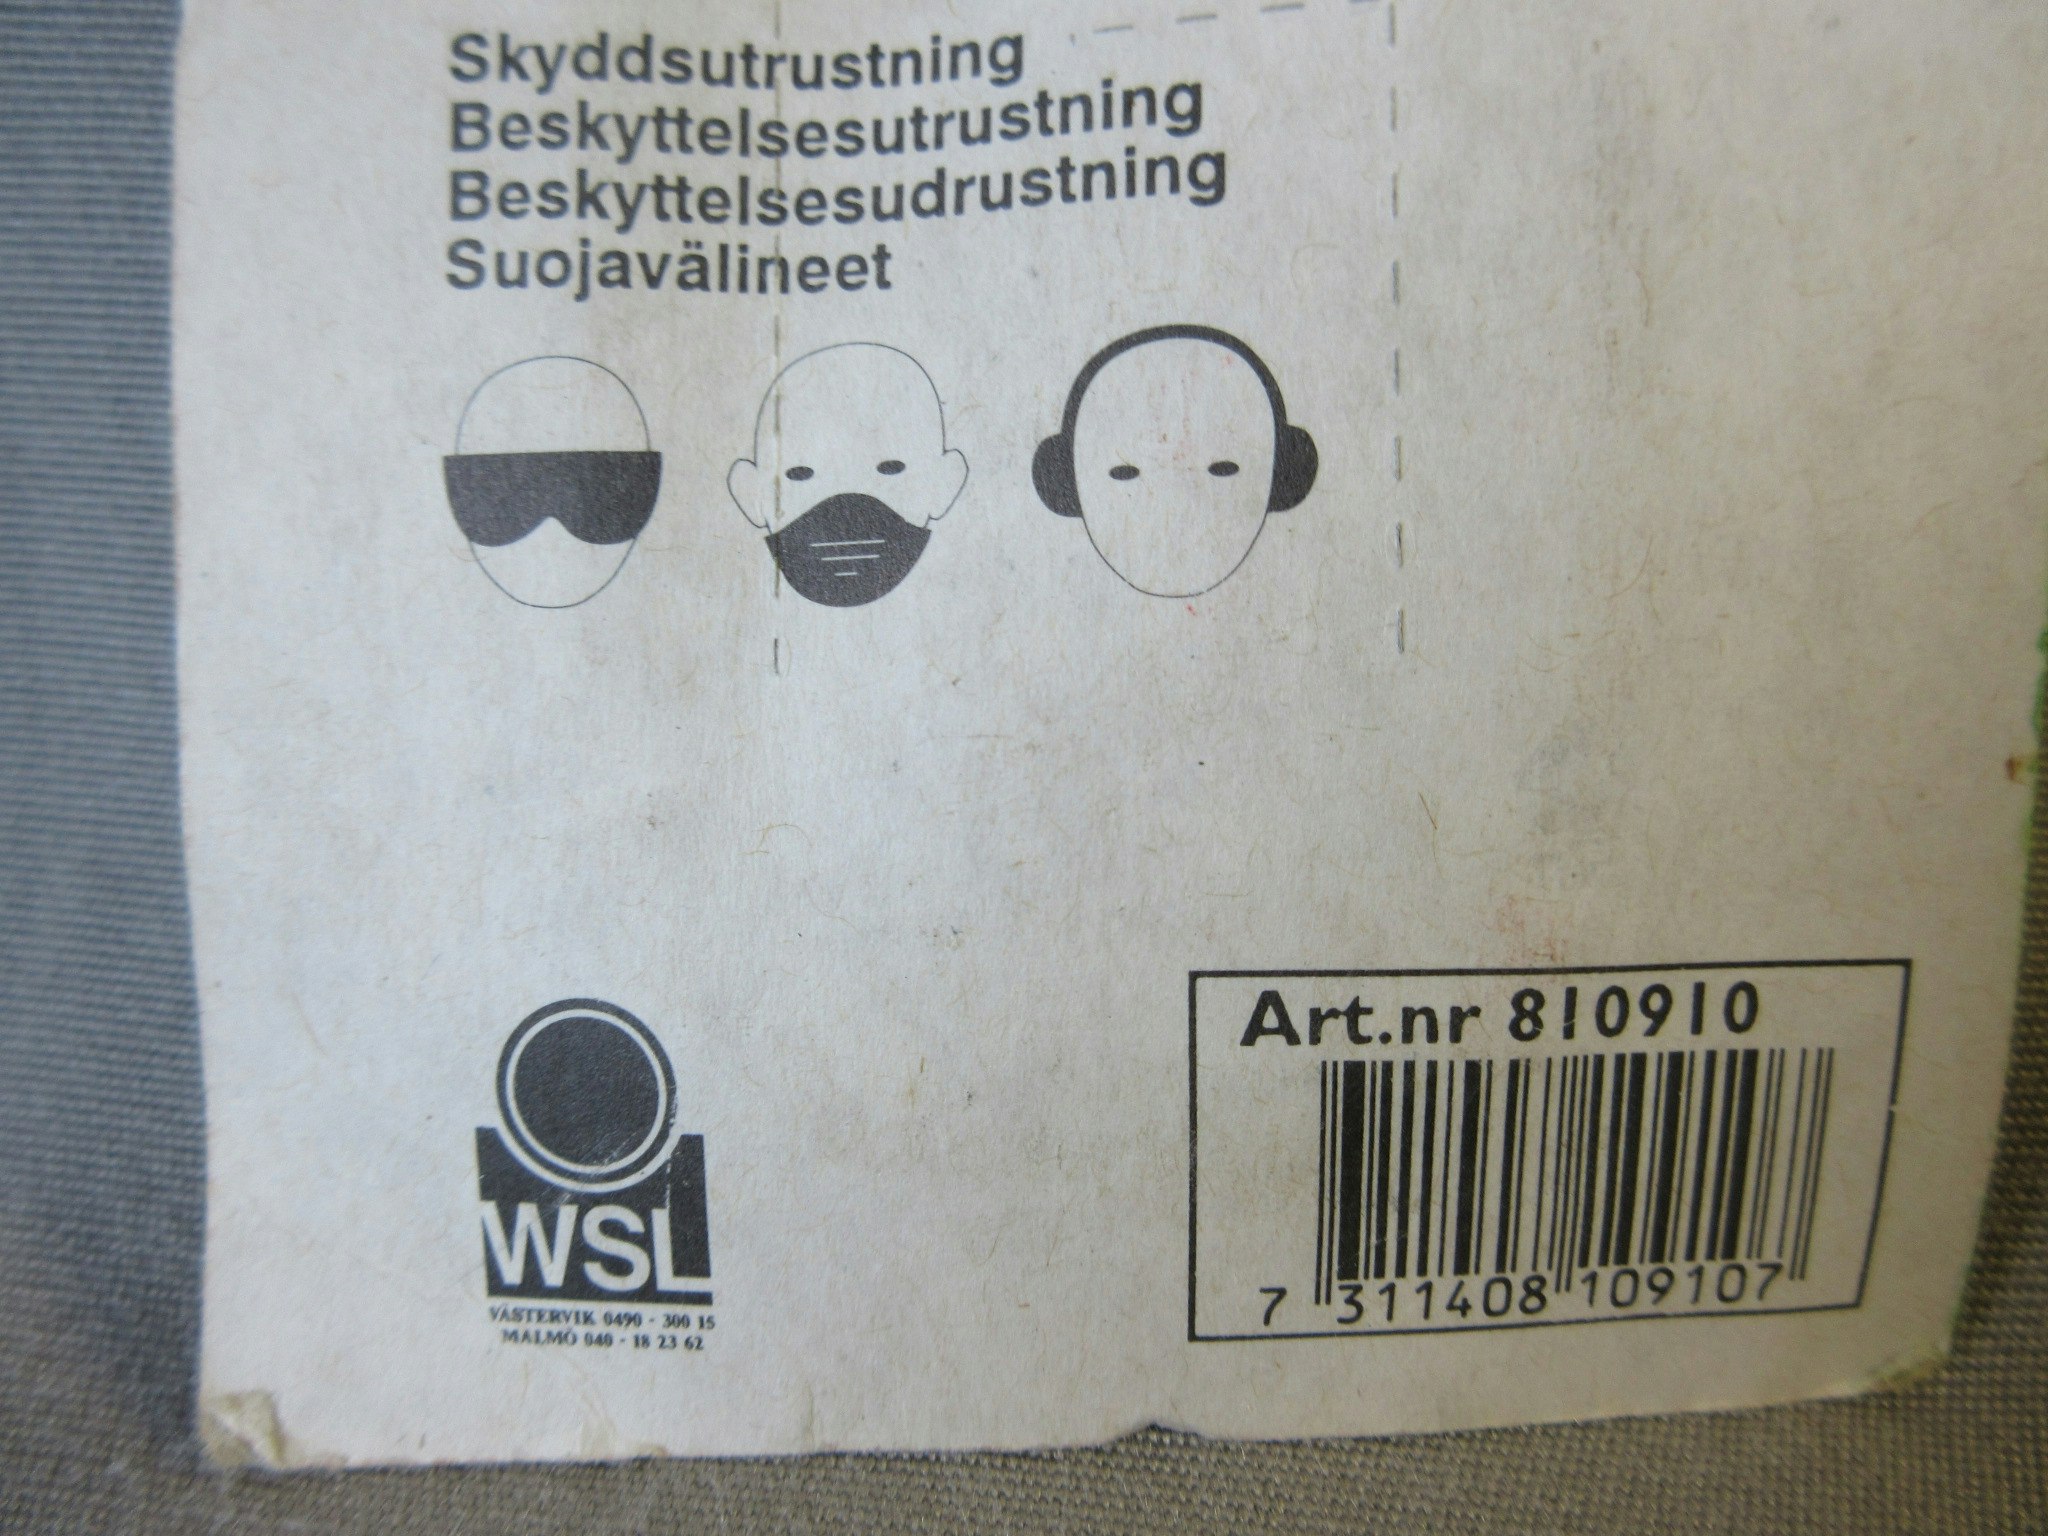 Skyddsutrustning
Beskyttelsesutrustning
Beskyttelsesudrustning
Suojavälineet
WSL
VÄSTERVIK 0490 - 300 15
MALMÖ 040 - 18 23 62
Art.nr 810910
7 311408 109107